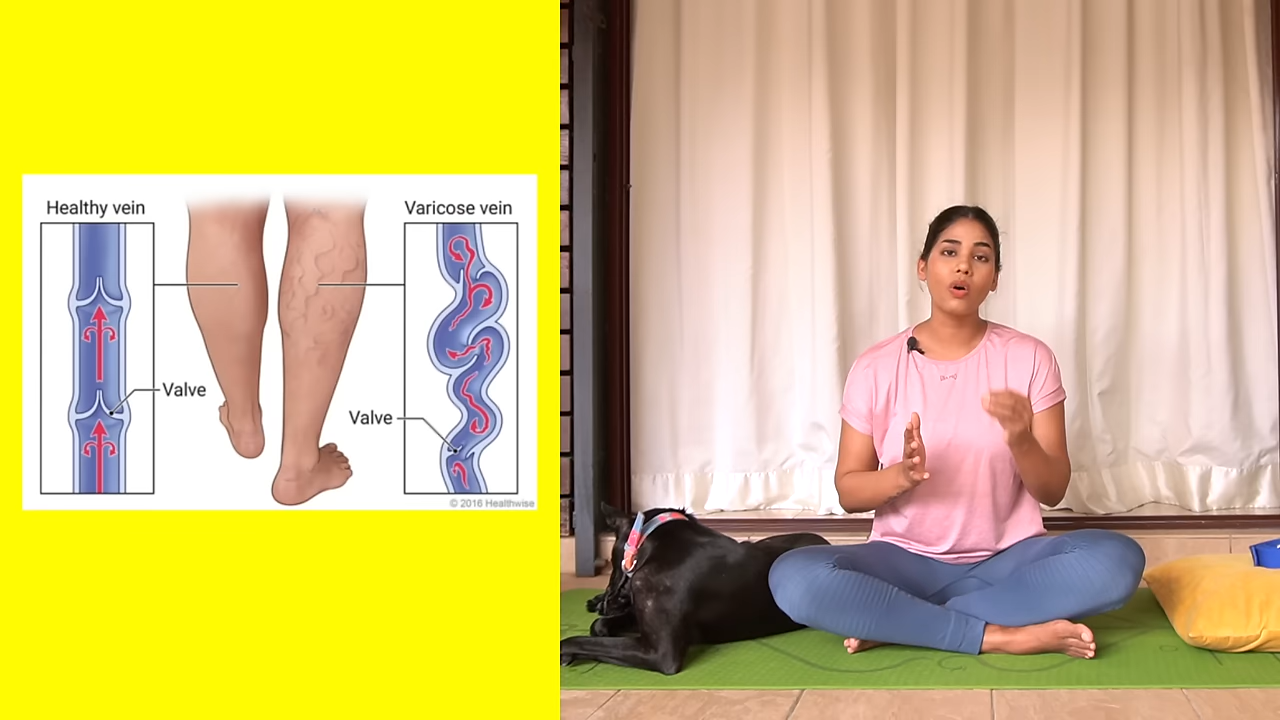 Healthy vein
Varicose vein
Valve
Valve
© 2016 Healthwise